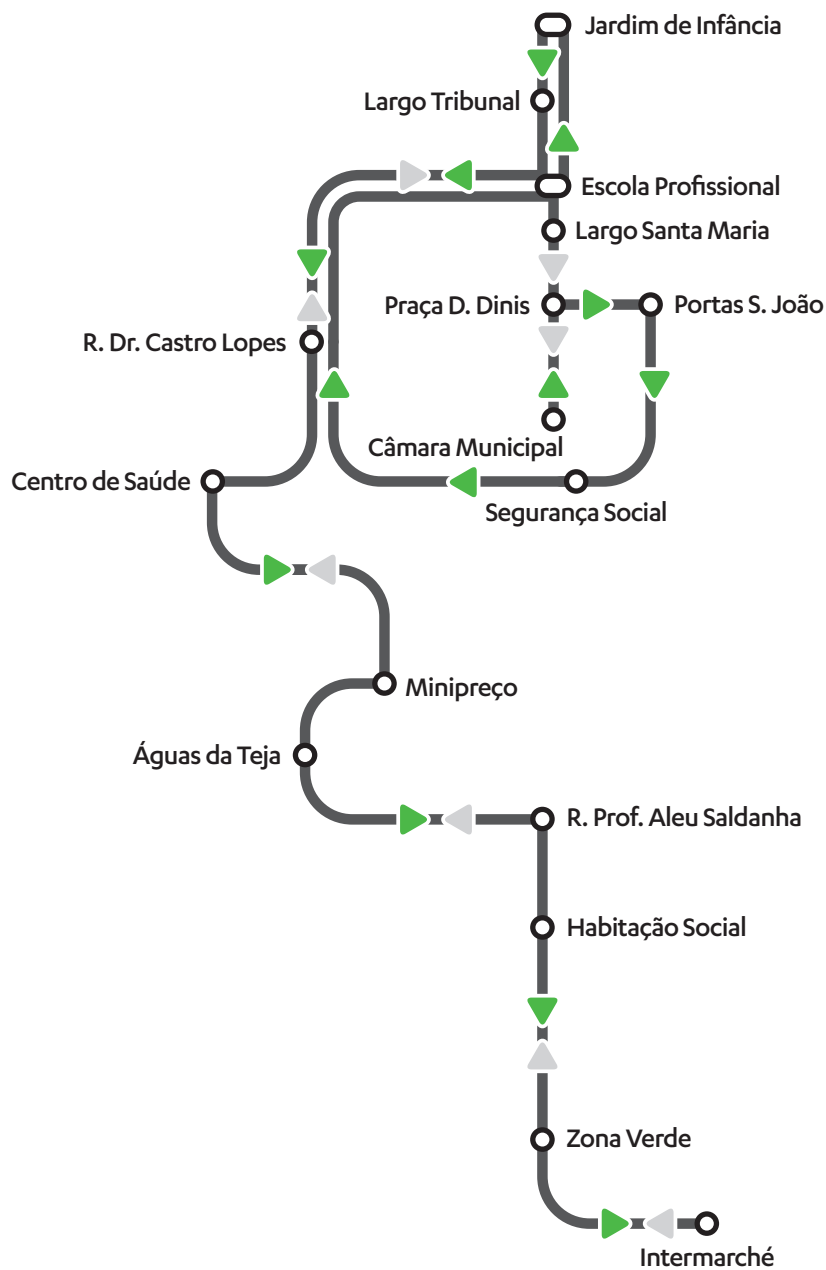 Jardim de Infância
Largo Tribunal
Escola Profissional
Largo Santa Maria
Praça D. Dinis
Portas S. João
R. Dr. Castro Lopes
Câmara Municipal
Centro de Saúde
Segurança Social
Minipreço
Águas da Teja
R. Prof. Aleu Saldanha
Habitação Social
Zona Verde
Intermarché